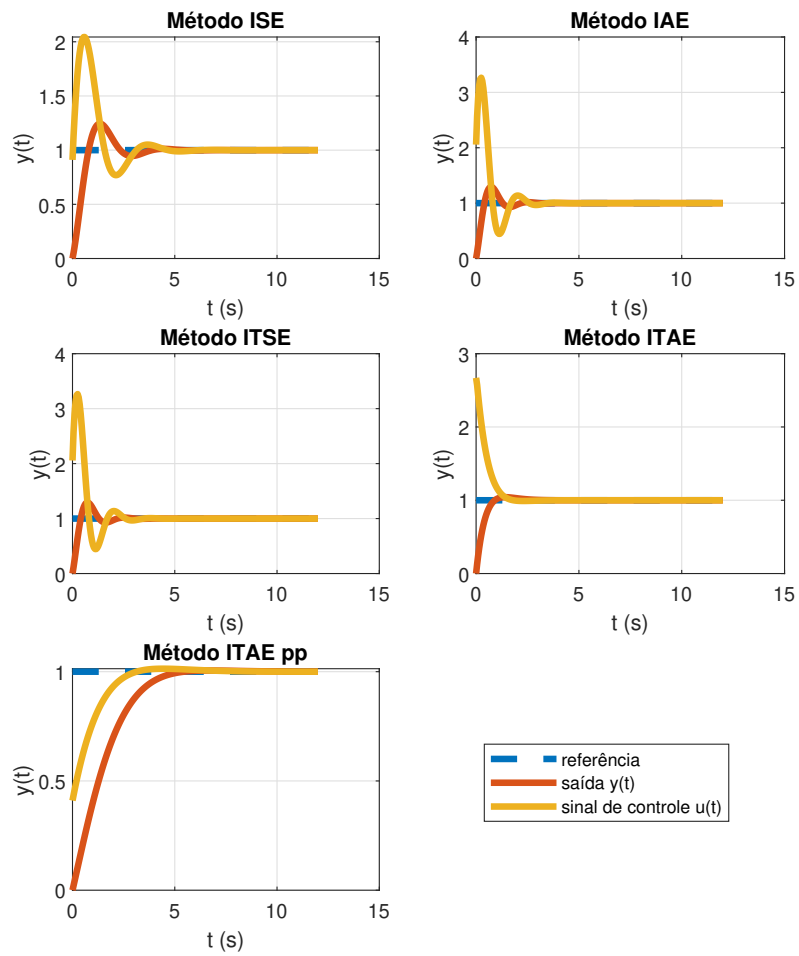 Método ISE
2
1.5
1
0.5
0
y(t)
0 5 10 15
t (s)
Método IAE
4
3
2
1
0
y(t)
0 5 10 15
t (s)
Método ITSE
4
3
2
1
0
y(t)
0 5 10 15
t (s)
Método ITAE
3
2
1
0
y(t)
0 5 10 15
t (s)
Método ITAE pp
1
0.5
0
y(t)
0 5 10 15
t (s)
referência
saída y(t)
sinal de controle u(t)